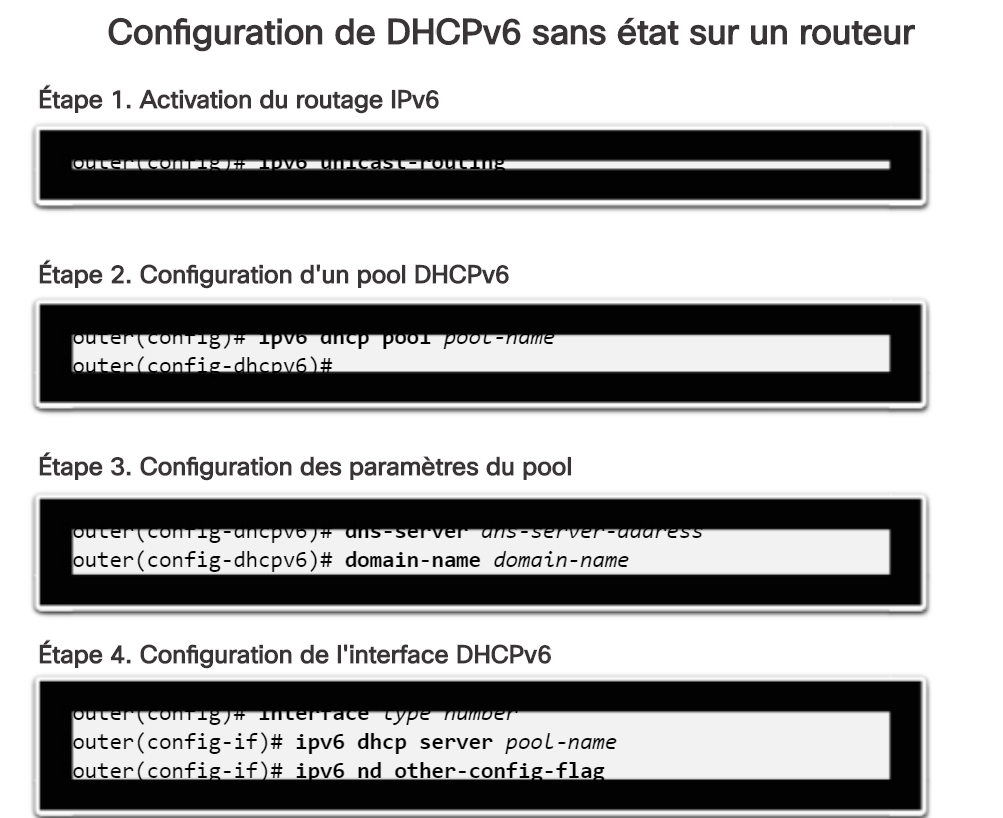 Configuration de DHCPv6 sans état sur un routeur
Étape 1. Activation du routage IPv6
outer(config)# ipv6 unicast-routing
Étape 2. Configuration d'un pool DHCPv6
outer(config)# ipv6 dhcp pool pool-name
outer(config-dhcpv6)#
Étape 3. Configuration des paramètres du pool
outer(config-dhcpv6)# dns-server dns-server-address
outer(config-dhcpv6)# domain-name domain-name
Étape 4. Configuration de l'interface DHCPv6
outer(config)# interface type number
outer(config-if)# ipv6 dhcp server pool-name
outer(config-if)# ipv6 nd other-config-flag